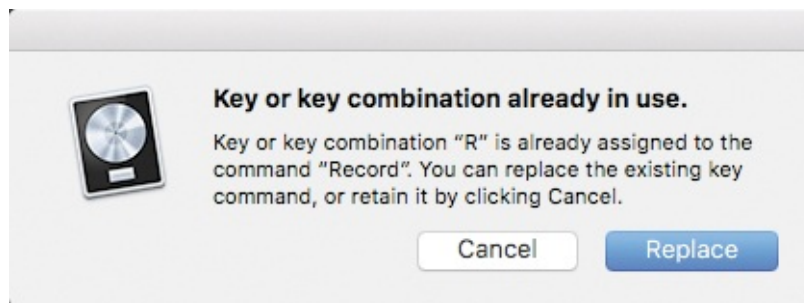 Key or key combination already in use.
Key or key combination “R” is already assigned to the
command “Record”. You can replace the existing key
command, or retain it by clicking Cancel.
Cancel
Replace